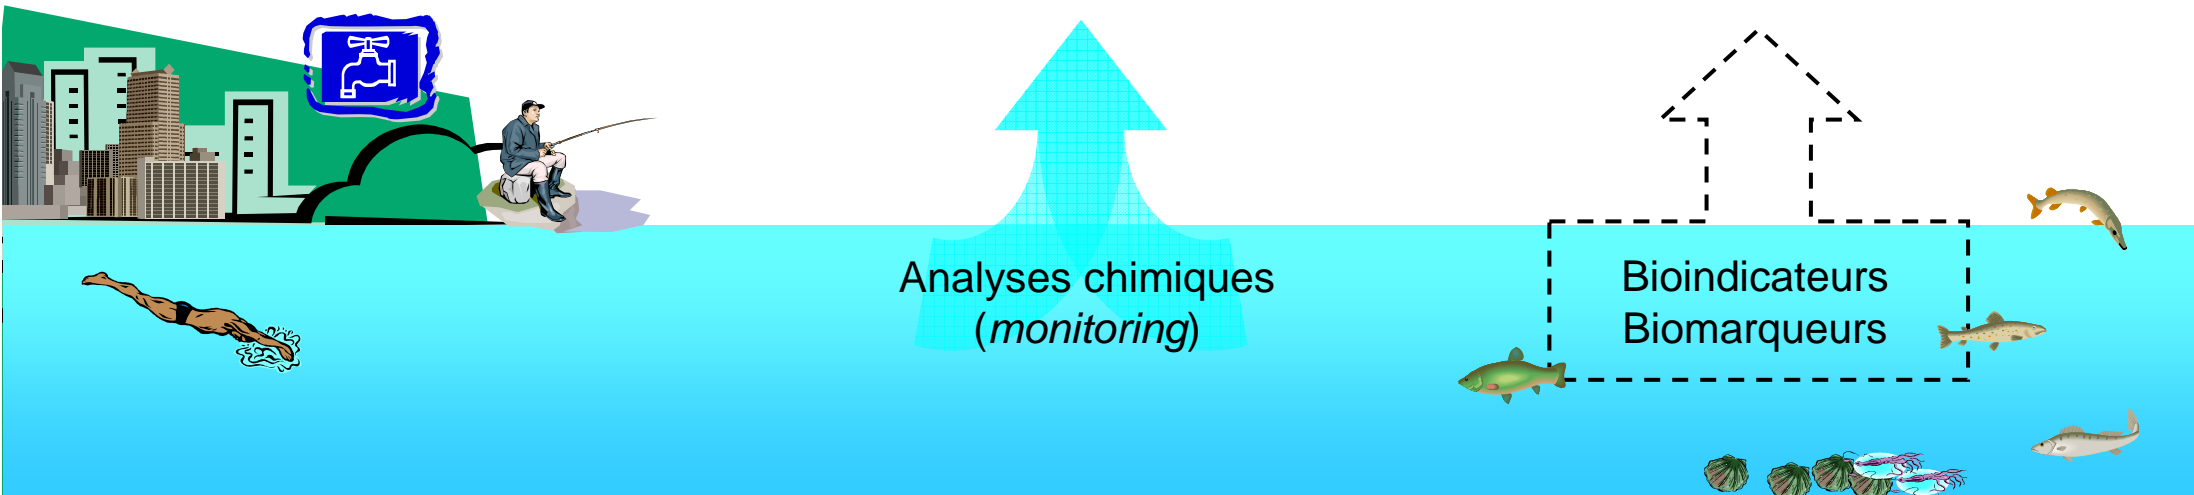 Analyses chimiques
(monitoring)
Bioindicateurs
Biomarqueurs